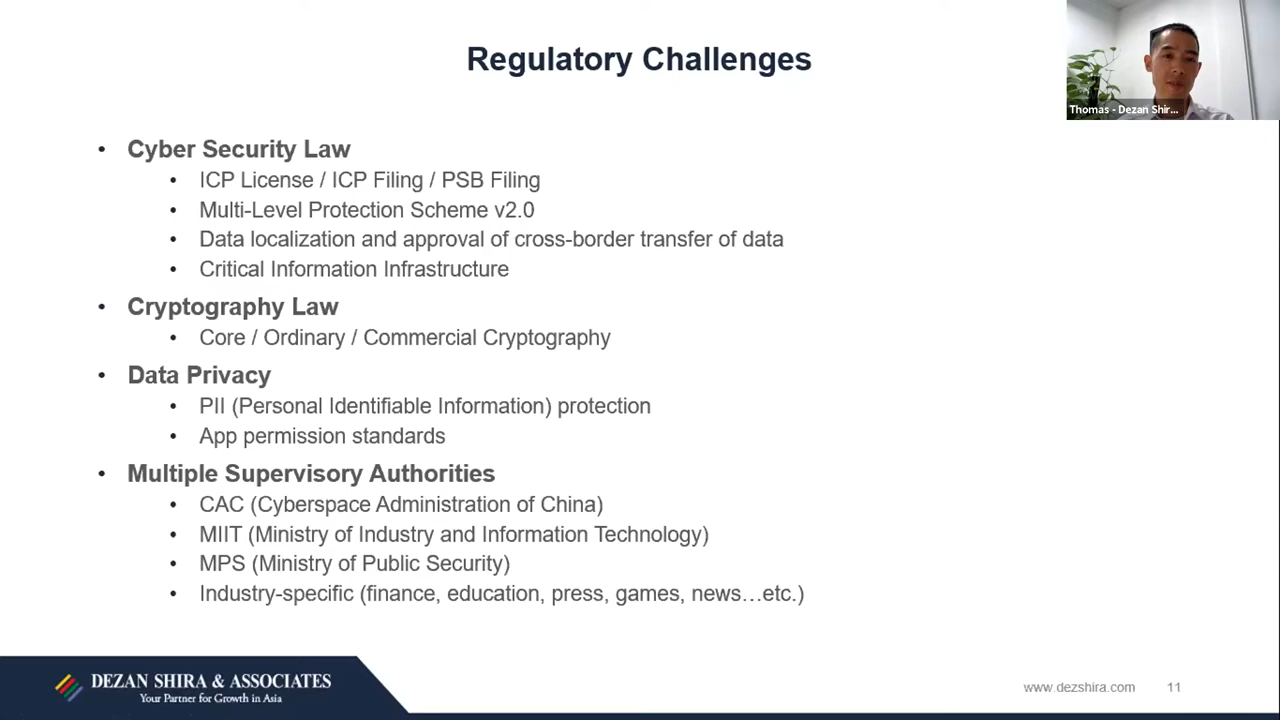 Regulatory Challenges
Thomas - Dezan Shir...
• Cyber Security Law
• ICP License / ICP Filing / PSB Filing
• Multi-Level Protection Scheme v2.0
• Data localization and approval of cross-border transfer of data
• Critical Information Infrastructure
• Cryptography Law
• Core / Ordinary / Commercial Cryptography
• Data Privacy
• PII (Personal Identifiable Information) protection
• App permission standards
• Multiple Supervisory Authorities
• CAC (Cyberspace Administration of China)
• MIIT (Ministry of Industry and Information Technology)
• MPS (Ministry of Public Security)
• Industry-specific (finance, education, press, games, news…etc.)
DEZAN SHIRA & ASSOCIATES
Your Partner for Growth in Asia
www.dezshira.com 11